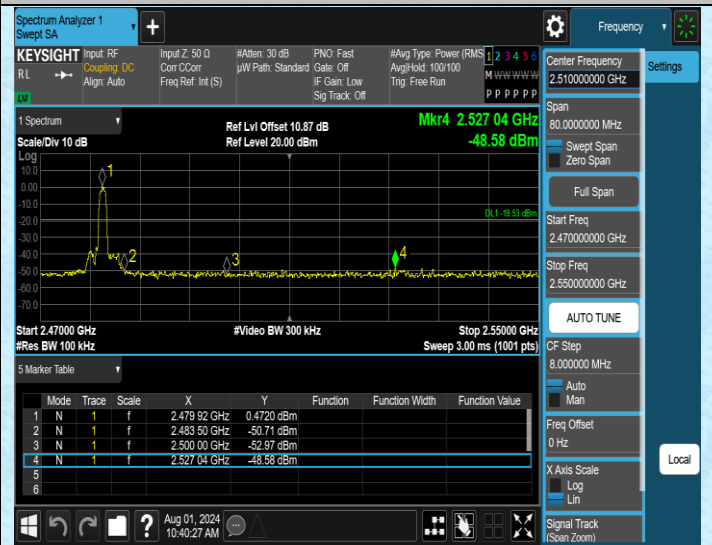 Spectrum Analyzer 1
Swept SA
+
Frequency
KEYSIGHT
RL
LXI
Input: RF
Coupling: DC
Align: Auto
Input Z: 50 Ω
Corr CCorr
Freq Ref: Int (S)
#Atten: 30 dB
µW Path: Standard
PNO: Fast
Gate: Off
IF Gain: Low
Sig Track: Off
#Avg Type: Power (RMS
Avg|Hold: 100/100
Trig: Free Run
1 2 3 4 5 6
M W W W W W
P P P P P P
1 Spectrum
Scale/Div 10 dB
Ref Lvl Offset 10.87 dB
Ref Level 20.00 dBm
Mkr4 2.527 04 GHz
-48.58 dBm
Log
10.0
0.00
-10.0
-20.0
-30.0
-40.0
-50.0
-60.0
-70.0
1
2
3
4
DL1 -19.53 dBm
Start 2.47000 GHz
#Res BW 100 kHz
#Video BW 300 kHz
Stop 2.55000 GHz
Sweep 3.00 ms (1001 pts)
5 Marker Table
Mode Trace Scale X Y Function Function Width Function Value
1 N 1 f 2.479 92 GHz 0.4720 dBm
2 N 1 f 2.483 50 GHz -50.71 dBm
3 N 1 f 2.500 00 GHz -52.97 dBm
4 N 1 f 2.527 04 GHz -48.58 dBm
5
6
Aug 01, 2024
10:40:27 AM
?
Center Frequency
2.510000000 GHz
Settings
Span
80.0000000 MHz
Swept Span
Zero Span
Full Span
Start Freq
2.470000000 GHz
Stop Freq
2.550000000 GHz
AUTO TUNE
CF Step
8.000000 MHz
Auto
Man
Freq Offset
0 Hz
X Axis Scale
Log
Lin
Local
Signal Track
(Span Zoom)